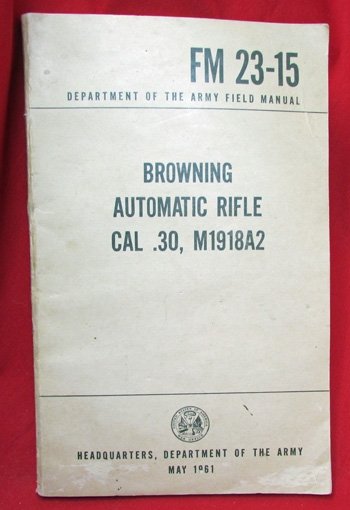 FM 23-15
DEPARTMENT OF THE ARMY FIELD MANUAL
BROWNING
AUTOMATIC RIFLE
CAL .30, M1918A2
HEADQUARTERS, DEPARTMENT OF THE ARMY
MAY 1961